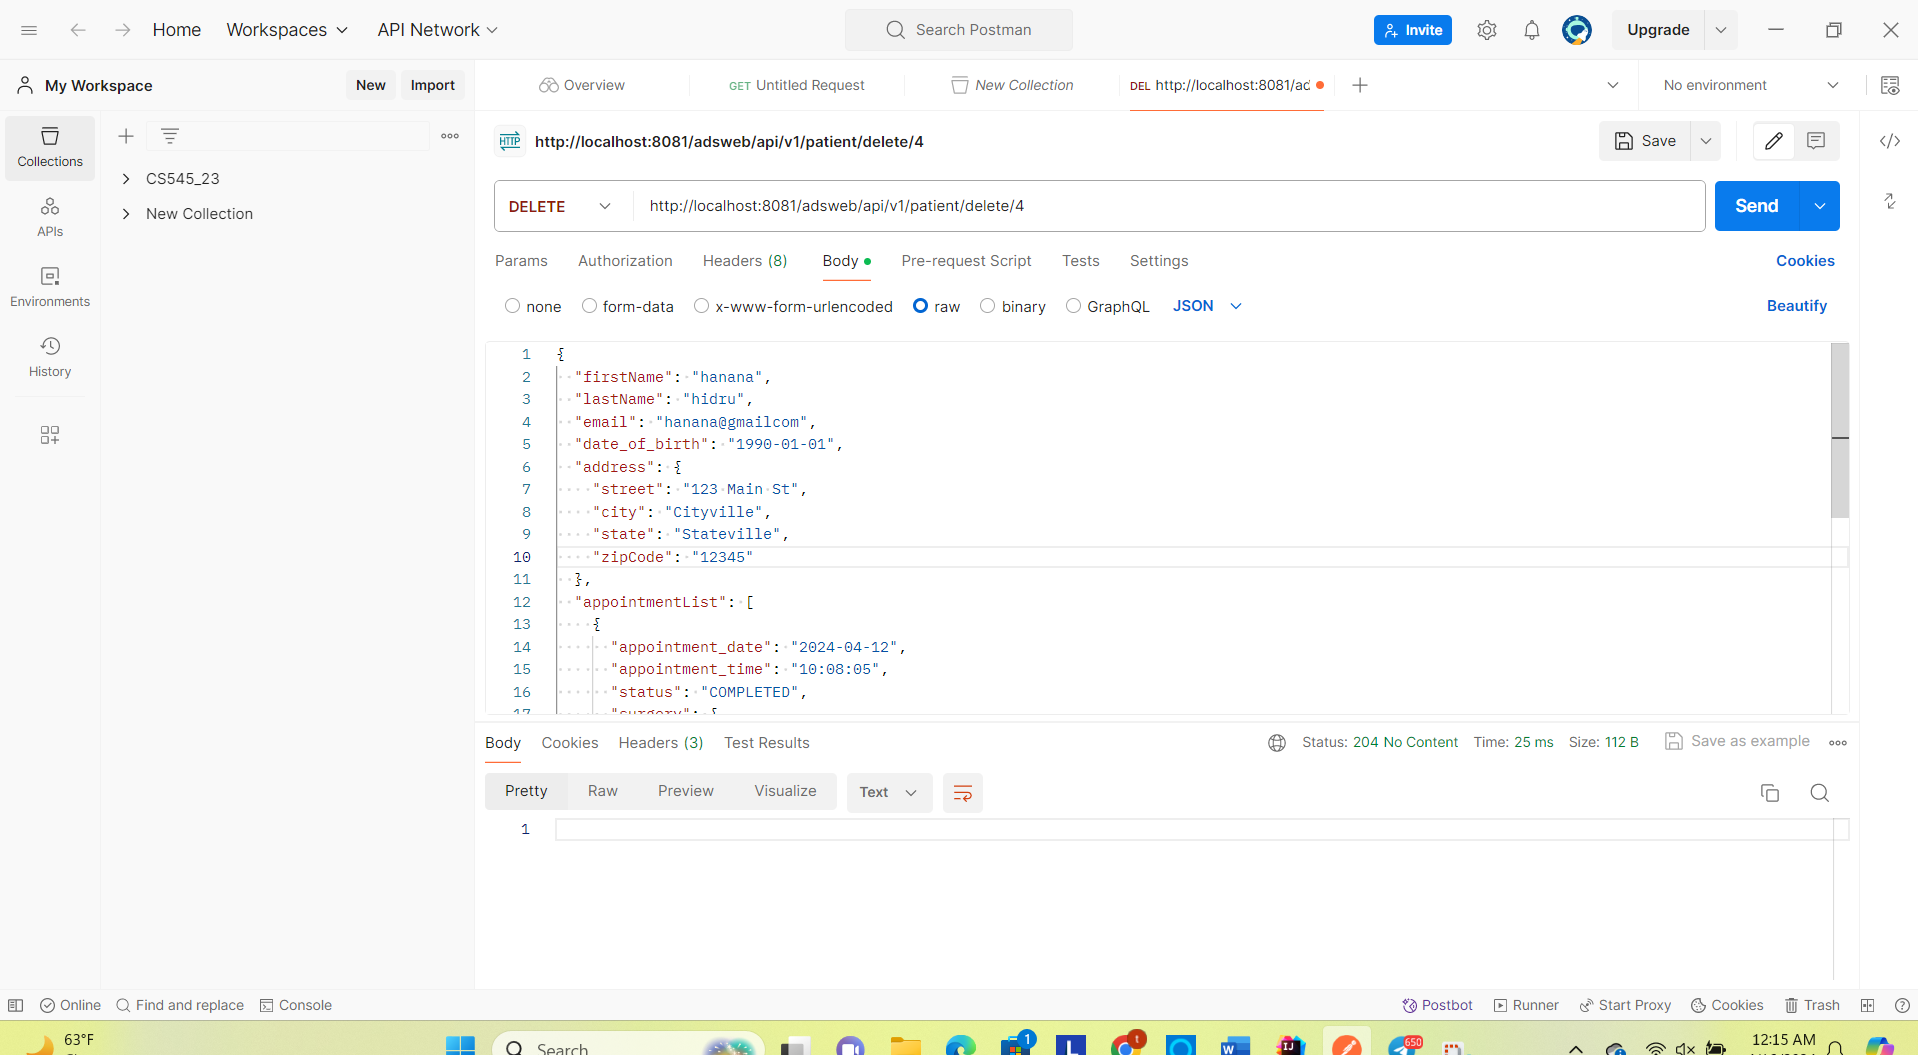 Home Workspaces API Network Search Postman Invite Upgrade
My Workspace New Import Overview GET Untitled Request New Collection DEL http://localhost:8081/ad No environment
Collections
APIs
Environments
History
CS545_23
New Collection
HTTP http://localhost:8081/adsweb/api/v1/patient/delete/4 Save
DELETE http://localhost:8081/adsweb/api/v1/patient/delete/4 Send
Params Authorization Headers (8) Body Pre-request Script Tests Settings Cookies
none form-data x-www-form-urlencoded raw binary GraphQL JSON Beautify
1 {
2 "firstName": "hanana",
3 "lastName": "hidru",
4 "email": "hanana@gmailcom",
5 "date_of_birth": "1990-01-01",
6 "address": {
7 "street": "123 Main St",
8 "city": "Cityville",
9 "state": "Stateville",
10 "zipCode": "12345"
11 },
12 "appointmentList": [
13 {
14 "appointment_date": "2024-04-12",
15 "appointment_time": "10:08:05",
16 "status": "COMPLETED",
17 "surgery": {
Body Cookies Headers (3) Test Results Status: 204 No Content Time: 25 ms Size: 112 B Save as example
Pretty Raw Preview Visualize Text
1
Online Find and replace Console Postbot Runner Start Proxy Cookies Trash
63°F
Search 1 t 650 12:15 AM